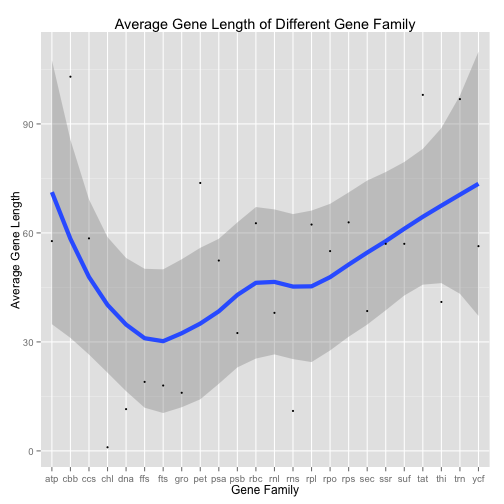 Average Gene Length of Different Gene Family
Average Gene Length
90
60
30
0
atp cbb ccs chl dna ffs fts gro pet psa psb rbc rnl rns rpl rpo rps sec ssr suf tat thi trn ycf
Gene Family